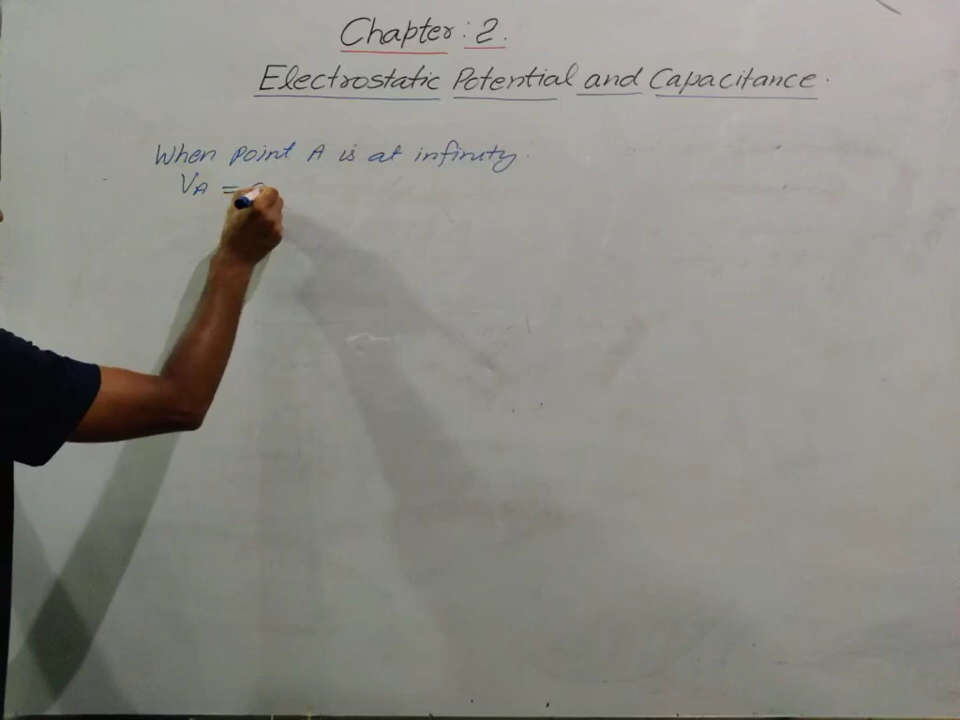 Chapter : 2.
Electrostatic Potential and Capacitance.
When point A is at infinity.
VA =